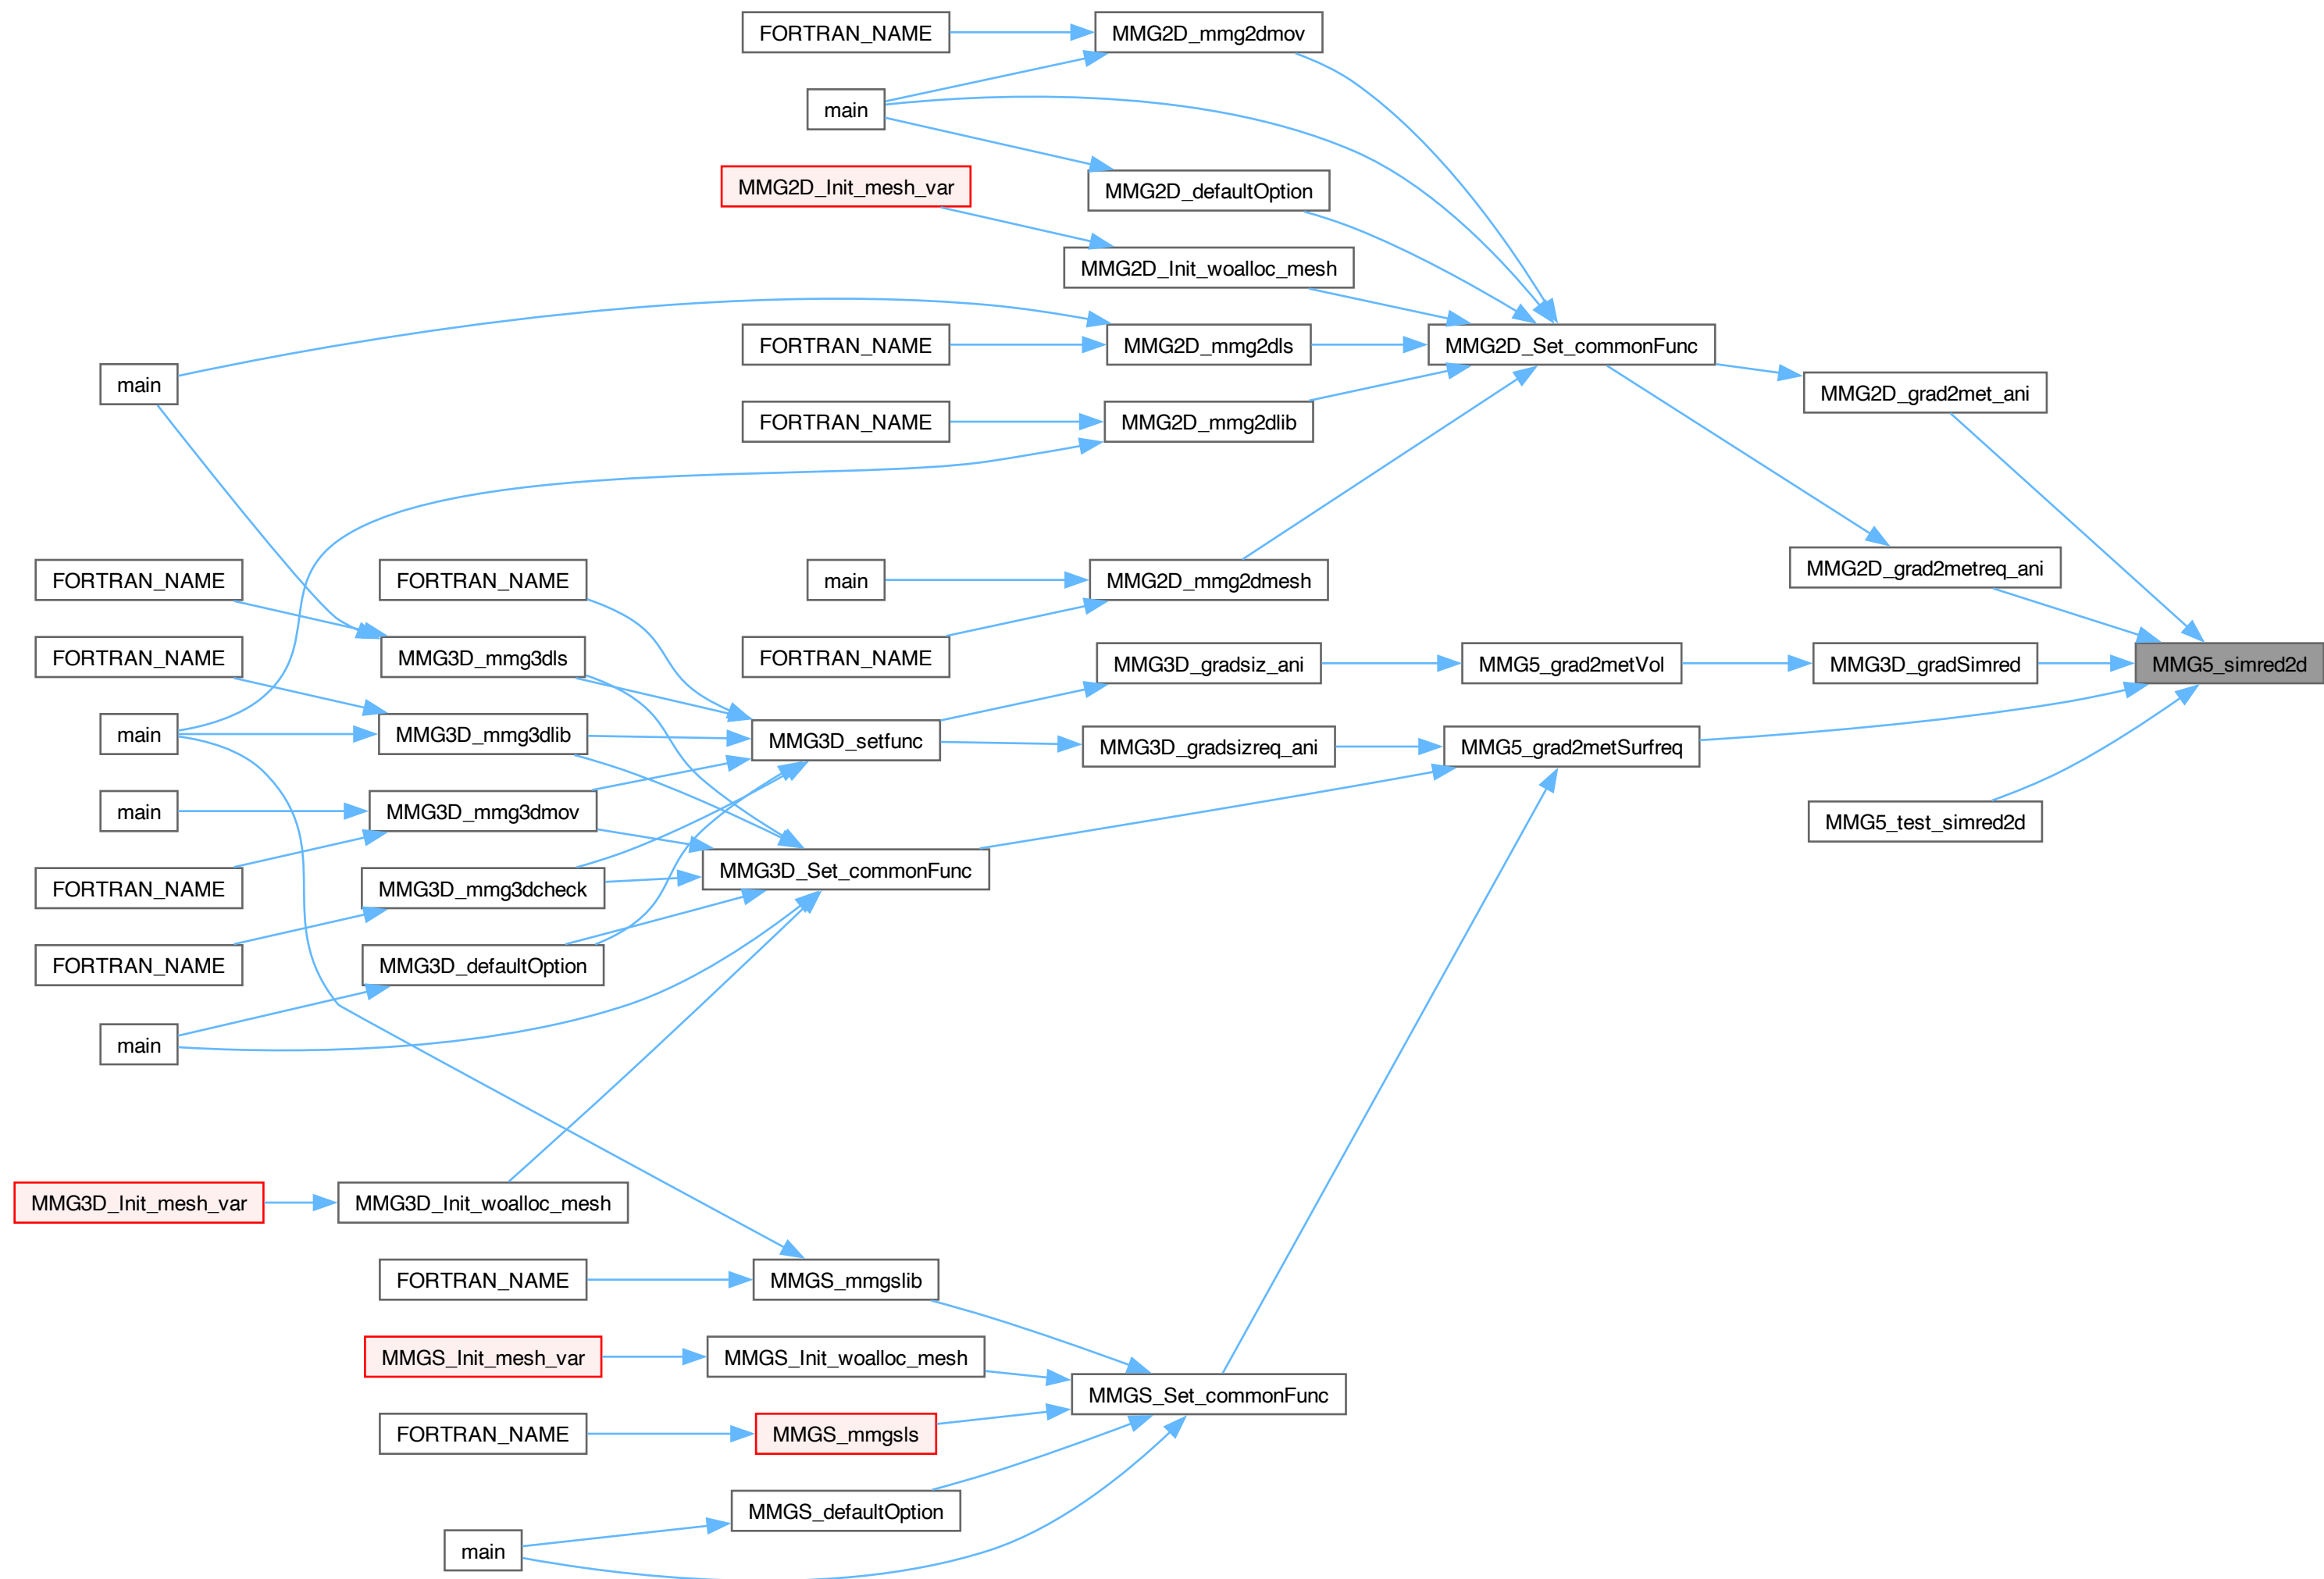 FORTRAN_NAME
MMG2D_mmg2dmov
main
MMG2D_Init_mesh_var
MMG2D_defaultOption
MMG2D_Init_woalloc_mesh
FORTRAN_NAME
MMG2D_mmg2dls
MMG2D_Set_commonFunc
main
MMG2D_grad2met_ani
FORTRAN_NAME
MMG2D_mmg2dlib
MMG2D_grad2metreq_ani
FORTRAN_NAME
FORTRAN_NAME
main
MMG2D_mmg2dmesh
FORTRAN_NAME
MMG3D_mmg3dls
FORTRAN_NAME
MMG3D_gradsiz_ani
MMG5_grad2metVol
MMG3D_gradSimred
MMG5_simred2d
main
MMG3D_mmg3dlib
MMG3D_setfunc
MMG3D_gradsizreq_ani
MMG5_grad2metSurfreq
main
MMG3D_mmg3dmov
MMG5_test_simred2d
FORTRAN_NAME
MMG3D_mmg3dcheck
MMG3D_Set_commonFunc
FORTRAN_NAME
MMG3D_defaultOption
main
MMG3D_Init_mesh_var
MMG3D_Init_woalloc_mesh
FORTRAN_NAME
MMGS_mmgslib
MMGS_Init_mesh_var
MMGS_Init_woalloc_mesh
MMGS_Set_commonFunc
FORTRAN_NAME
MMGS_mmgsls
MMGS_defaultOption
main